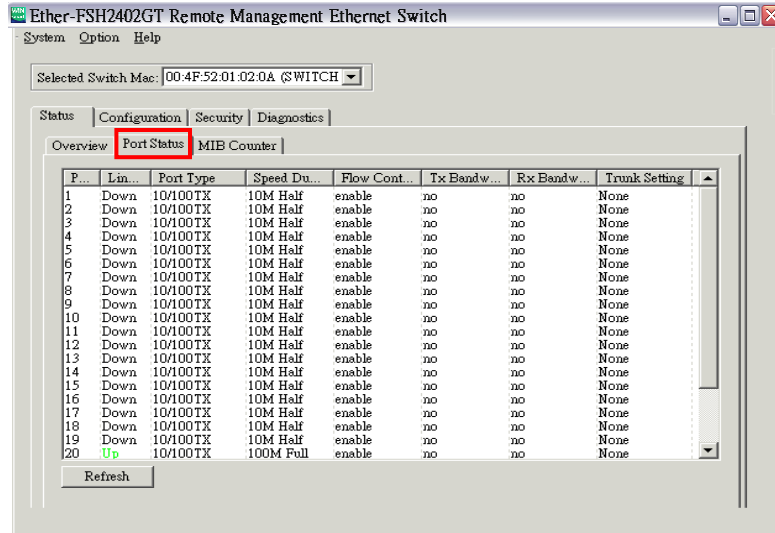 Ether-FSH2402GT Remote Management Ethernet Switch
System Option Help
Selected Switch Mac: 00:4F:52:01:02:0A (SWITCH
Status Configuration Security Diagnostics
Overview Port Status MIB Counter
P... Lin... Port Type Speed Du... Flow Cont... Tx Bandw... Rx Bandw... Trunk Setting
1 Down 10/100TX 10M Half enable no no None
2 Down 10/100TX 10M Half enable no no None
3 Down 10/100TX 10M Half enable no no None
4 Down 10/100TX 10M Half enable no no None
5 Down 10/100TX 10M Half enable no no None
6 Down 10/100TX 10M Half enable no no None
7 Down 10/100TX 10M Half enable no no None
8 Down 10/100TX 10M Half enable no no None
9 Down 10/100TX 10M Half enable no no None
10 Down 10/100TX 10M Half enable no no None
11 Down 10/100TX 10M Half enable no no None
12 Down 10/100TX 10M Half enable no no None
13 Down 10/100TX 10M Half enable no no None
14 Down 10/100TX 10M Half enable no no None
15 Down 10/100TX 10M Half enable no no None
16 Down 10/100TX 10M Half enable no no None
17 Down 10/100TX 10M Half enable no no None
18 Down 10/100TX 10M Half enable no no None
19 Down 10/100TX 10M Half enable no no None
20 Up 10/100TX 100M Full enable no no None
Refresh